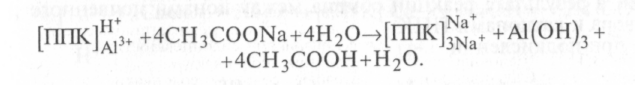 [ППК]H⁺Al³⁺ +4CH₃COONa+4H₂O→[ППК]Na⁺3Na⁺ +Al(OH)₃+
+4CH₃COOH+H₂O.